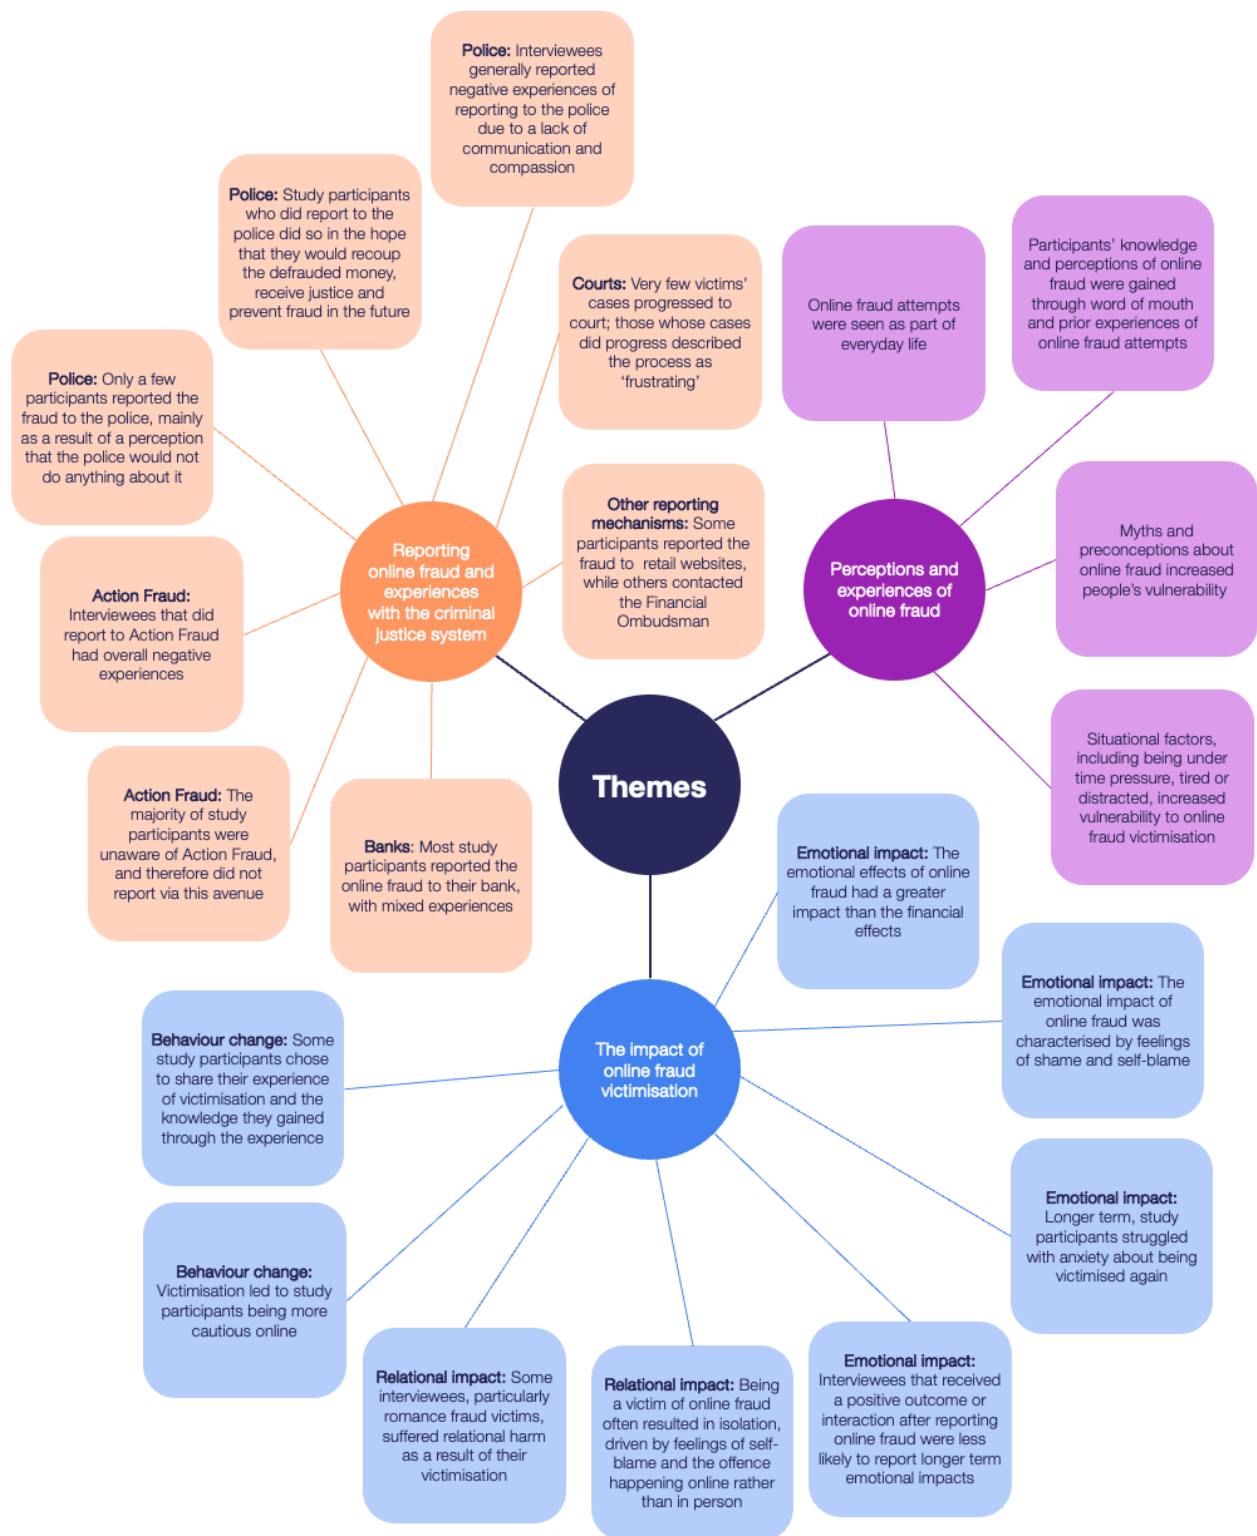 Police: Interviewees
generally reported
negative experiences of
reporting to the police
due to a lack of
communication and
compassion
Police: Study participants
who did report to the
police did so in the hope
that they would recoup
the defrauded money,
receive justice and
prevent fraud in the future
Courts: Very few victims’
cases progressed to
court; those whose cases
did progress described
the process as
‘frustrating’
Police: Only a few
participants reported the
fraud to the police, mainly
as a result of a perception
that the police would not
do anything about it
Other reporting
mechanisms: Some
participants reported the
fraud to retail websites,
while others contacted
the Financial
Ombudsman
Reporting
online fraud and
experiences
with the criminal
justice system
Action Fraud:
Interviewees that did
report to Action Fraud
had overall negative
experiences
Action Fraud: The
majority of study
participants were
unaware of Action Fraud,
and therefore did not
report via this avenue
Banks: Most study
participants reported the
online fraud to their bank,
with mixed experiences
Online fraud attempts
were seen as part of
everyday life
Participants’ knowledge
and perceptions of online
fraud were gained
through word of mouth
and prior experiences of
online fraud attempts
Perceptions and
experiences of
online fraud
Myths and
preconceptions about
online fraud increased
people’s vulnerability
Situational factors,
including being under
time pressure, tired or
distracted, increased
vulnerability to online
fraud victimisation
Themes
Emotional impact: The
emotional effects of online
fraud had a greater
impact than the financial
effects
Emotional impact: The
emotional impact of
online fraud was
characterised by feelings
of shame and self-blame
The impact of
online fraud
victimisation
Behaviour change: Some
study participants chose
to share their experience
of victimisation and the
knowledge they gained
through the experience
Emotional impact:
Longer term, study
participants struggled
with anxiety about being
victimised again
Behaviour change:
Victimisation led to study
participants being more
cautious online
Relational impact: Some
interviewees, particularly
romance fraud victims,
suffered relational harm
as a result of their
victimisation
Relational impact: Being
a victim of online fraud
often resulted in isolation,
driven by feelings of self-
blame and the offence
happening online rather
than in person
Emotional impact:
Interviewees that received
a positive outcome or
interaction after reporting
online fraud were less
likely to report longer term
emotional impacts